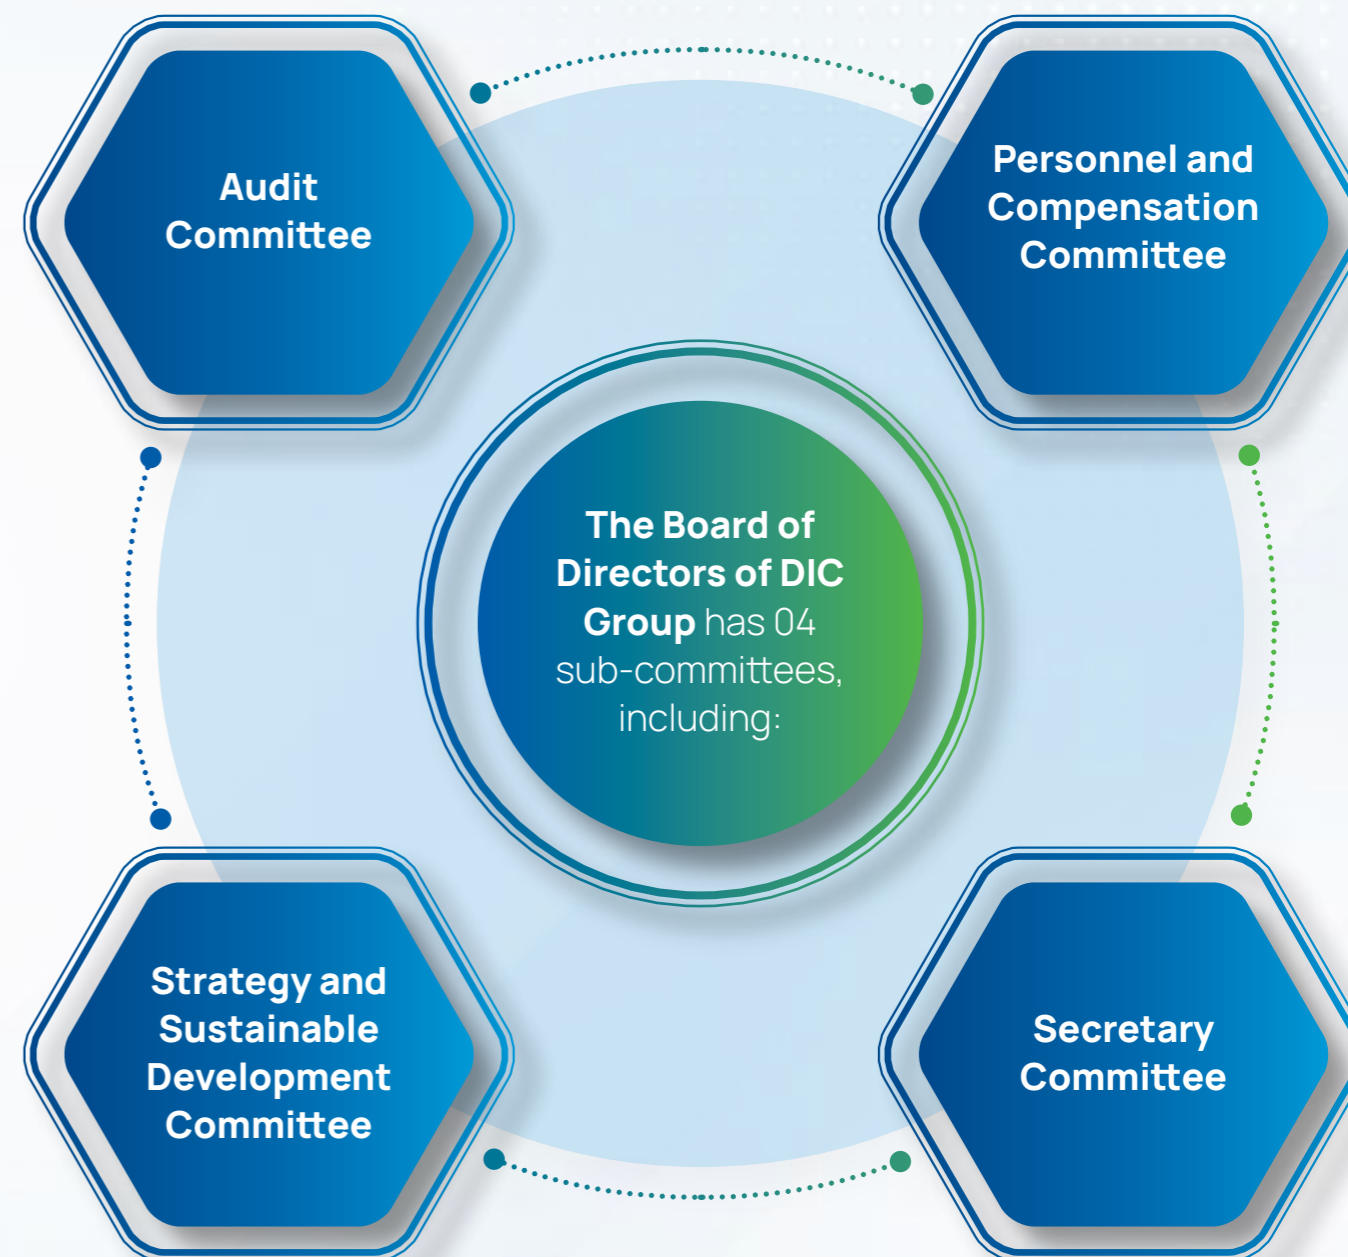 Audit
Committee
Personnel and
Compensation
Committee
The Board of
Directors of DIC
Group has 04
sub-committees,
including:
Strategy and
Sustainable
Development
Committee
Secretary
Committee